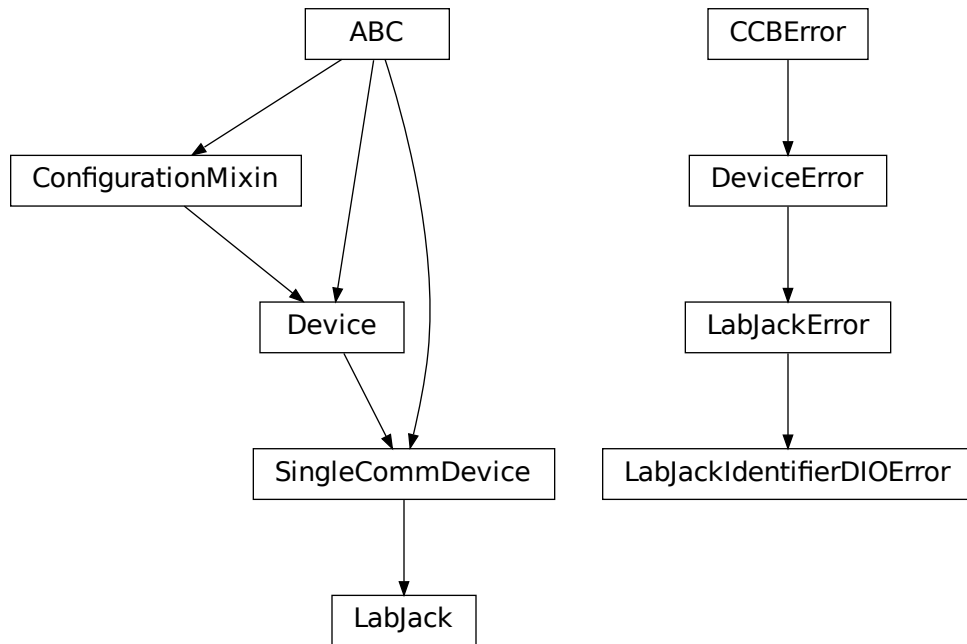 ABC
CCBError
ConfigurationMixin
DeviceError
Device
LabJackError
SingleCommDevice
LabJackIdentifierDIOError
LabJack